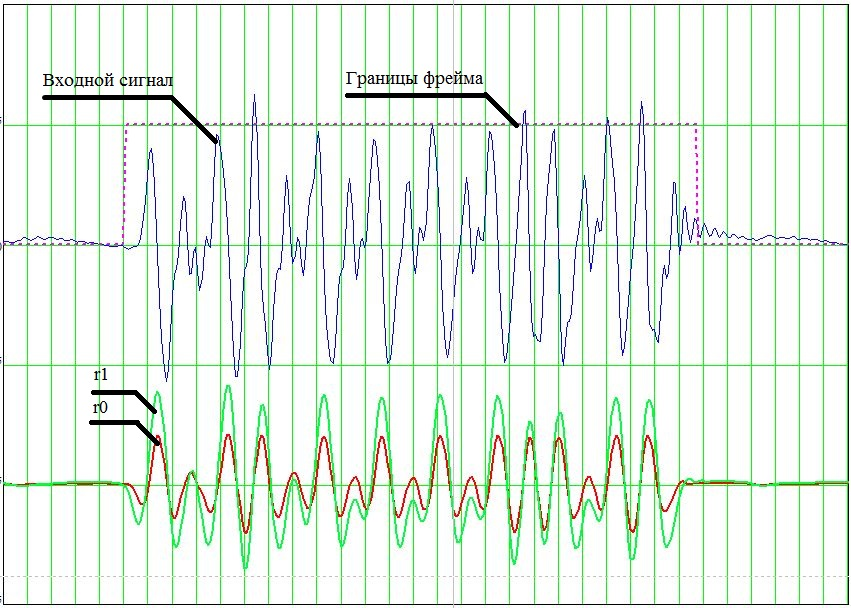 Входной сигнал
Границы фрейма
r1
r0